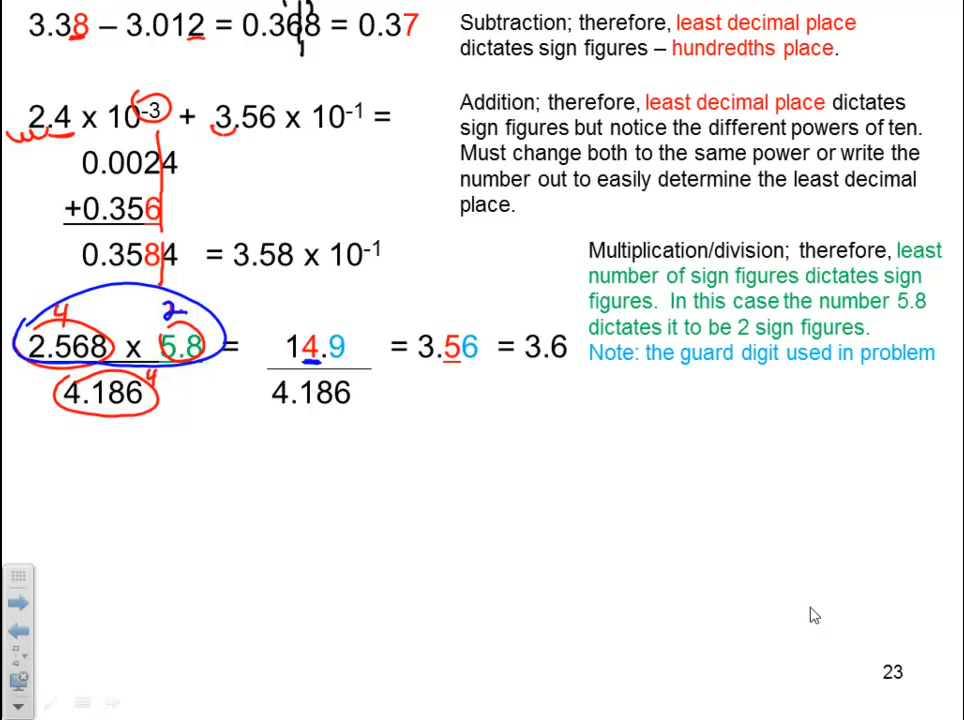 3.38 – 3.012 = 0.368 = 0.37
Subtraction; therefore, least decimal place
dictates sign figures – hundredths place.
2.4 x 10⁻³ + 3.56 x 10⁻¹ =
0.0024
+0.356
0.3584 = 3.58 x 10⁻¹
Addition; therefore, least decimal place dictates
sign figures but notice the different powers of ten.
Must change both to the same power or write the
number out to easily determine the least decimal
place.
4 2
2.568 x 5.8 = 14.9 = 3.56 = 3.6
4.186 4 4.186
Multiplication/division; therefore, least
number of sign figures dictates sign
figures. In this case the number 5.8
dictates it to be 2 sign figures.
Note: the guard digit used in problem
23
42
23